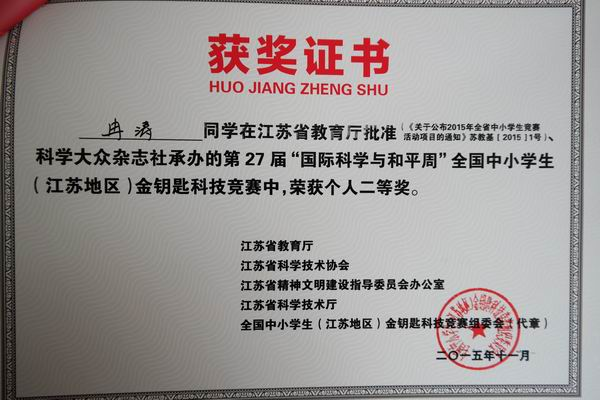 获奖证书
HUO JIANG ZHENG SHU
冉涛 同学在江苏省教育厅批准(《关于公布2015年全省中小学生竞赛
活动项目的通知》苏教基[2015]1号)、
科学大众杂志社承办的第27届“国际科学与和平周”全国中小学生
(江苏地区)金钥匙科技竞赛中,荣获个人二等奖。
江苏省教育厅
江苏省科学技术协会
江苏省精神文明建设指导委员会办公室
江苏省科学技术厅
全国中小学生(江苏地区)金钥匙科技竞赛组委会(代章)
二〇一五年十一月